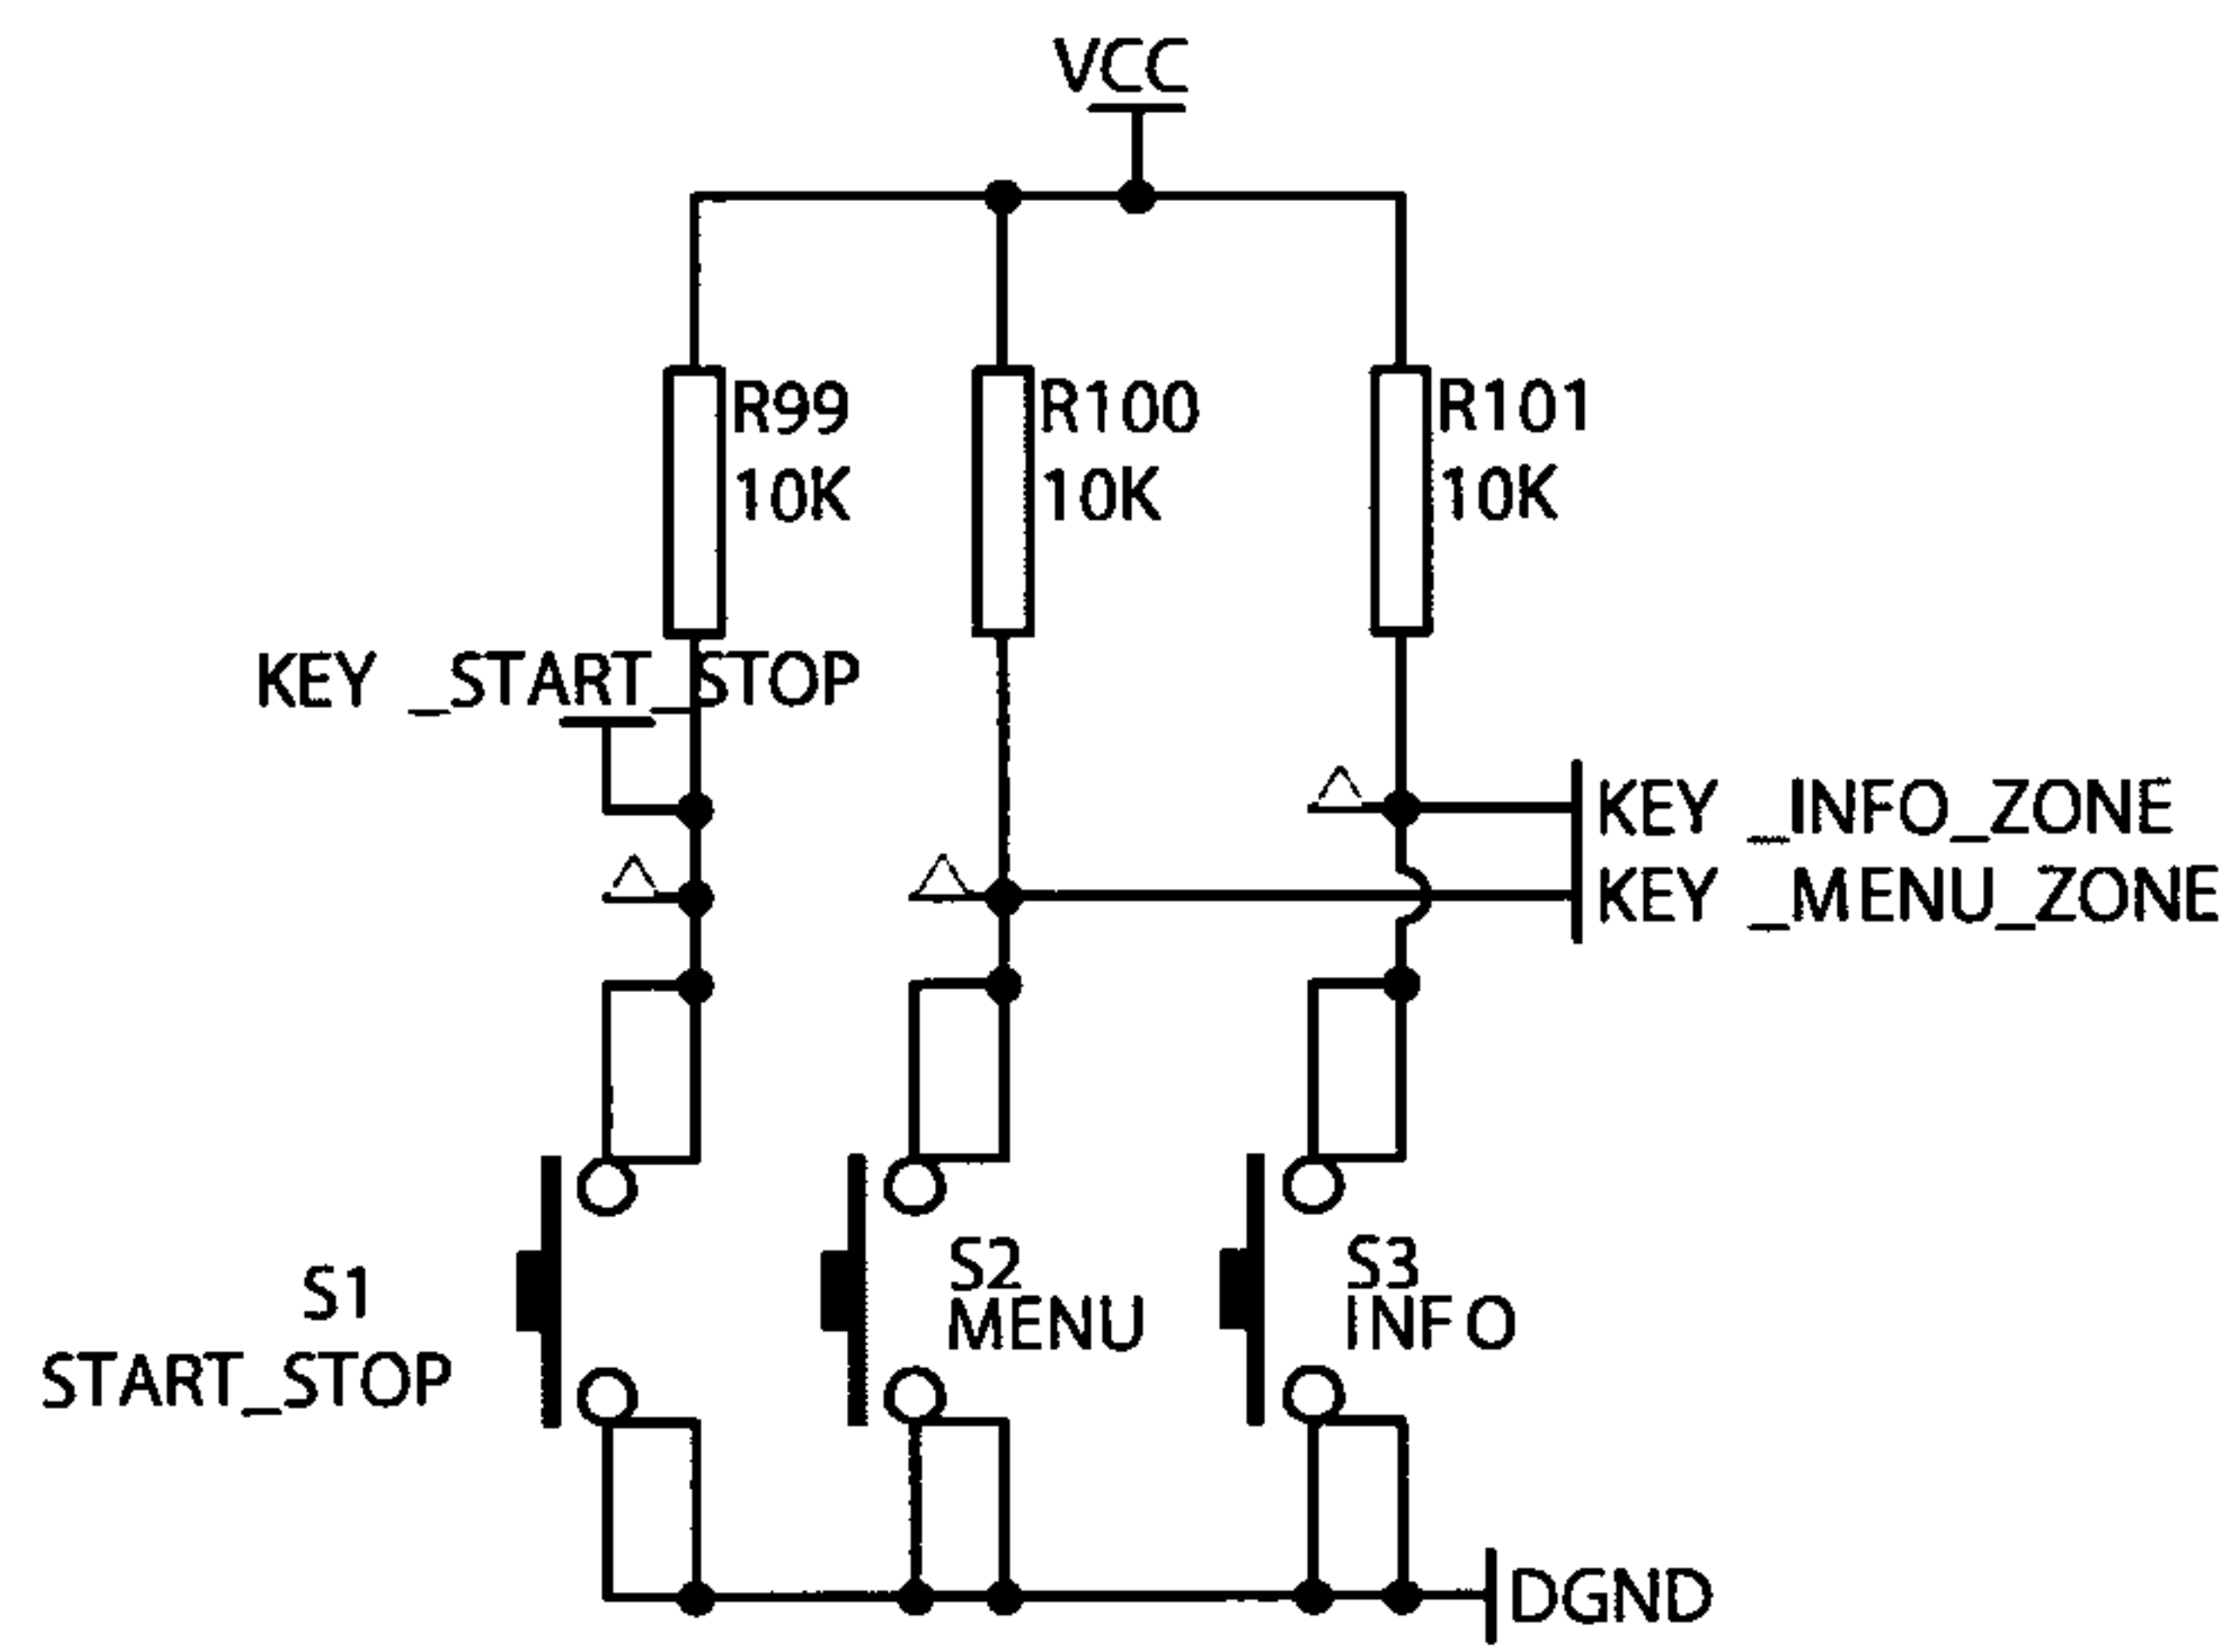 VCC
R99
10K
R100
10K
R101
10K
KEY _START_STOP
KEY _INFO_ZONE
KEY _MENU_ZONE
S1
START_STOP
S2
MENU
S3
INFO
DGND